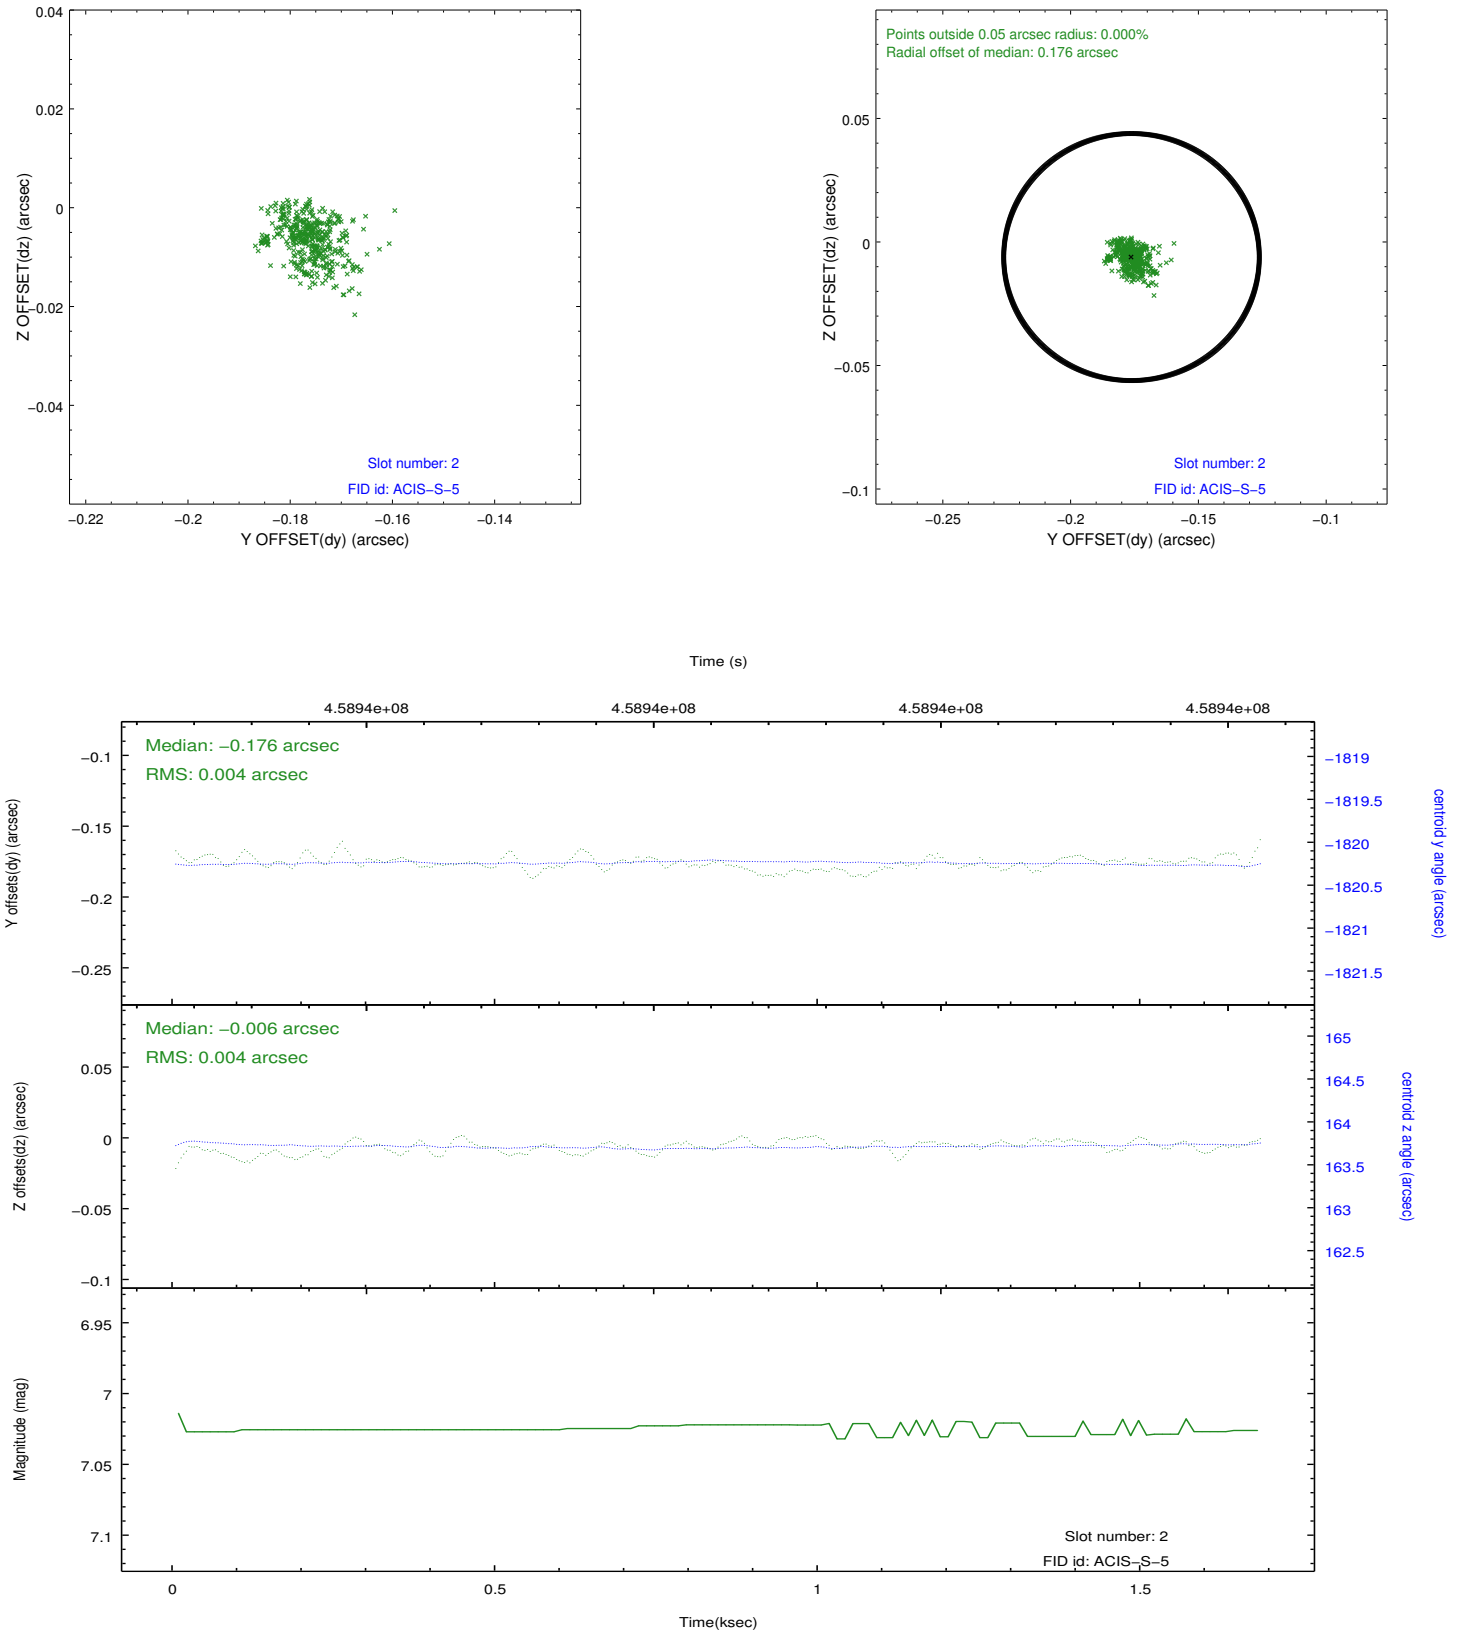 0.04
0.02
0
−0.02
−0.04
Z OFFSET(dz) (arcsec)
Slot number: 2
FID id: ACIS−S−5
−0.22
−0.2
−0.18
−0.16
−0.14
Y OFFSET(dy) (arcsec)
Points outside 0.05 arcsec radius: 0.000%
Radial offset of median: 0.176 arcsec
0.05
0
−0.05
−0.1
Z OFFSET(dz) (arcsec)
Slot number: 2
FID id: ACIS−S−5
−0.25
−0.2
−0.15
−0.1
Y OFFSET(dy) (arcsec)
Time (s)
4.5894e+08
4.5894e+08
4.5894e+08
4.5894e+08
Median: −0.176 arcsec
RMS: 0.004 arcsec
−0.1
−0.15
−0.2
−0.25
Y offsets(dy) (arcsec)
−1819
−1819.5
−1820
−1820.5
−1821
−1821.5
centroid y angle (arcsec)
Median: −0.006 arcsec
RMS: 0.004 arcsec
0.05
0
−0.05
−0.1
Z offsets(dz) (arcsec)
165
164.5
164
163.5
163
162.5
centroid z angle (arcsec)
6.95
7
7.05
7.1
Magnitude (mag)
Slot number: 2
FID id: ACIS−S−5
0
0.5
1
1.5
Time(ksec)